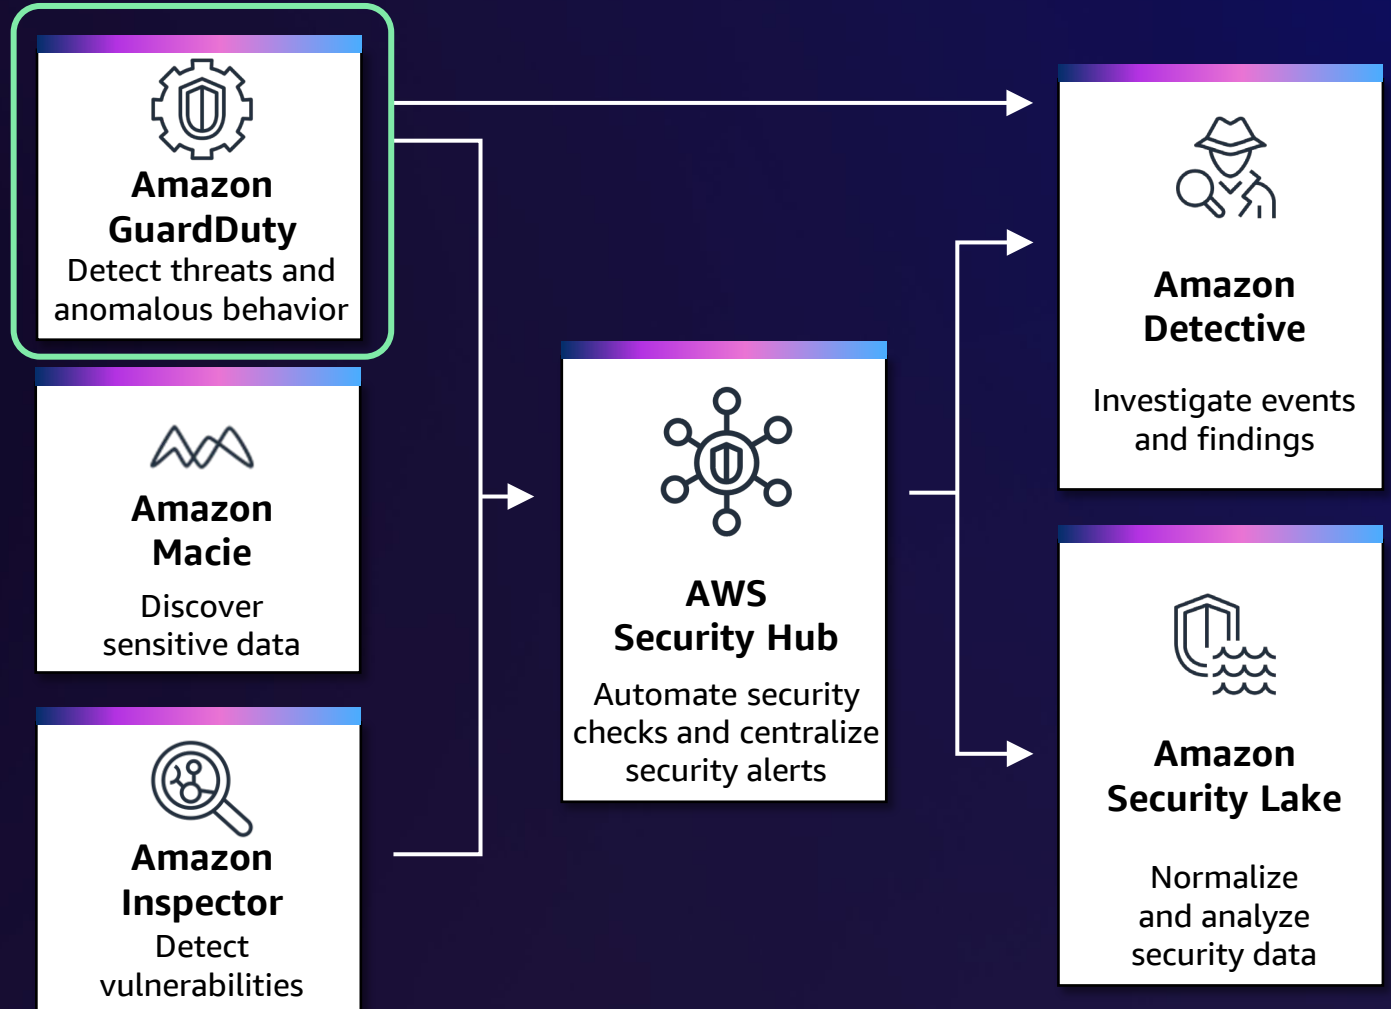 Amazon
GuardDuty
Detect threats and
anomalous behavior
Amazon
Macie
Discover
sensitive data
Amazon
Inspector
Detect
vulnerabilities
AWS
Security Hub
Automate security
checks and centralize
security alerts
Amazon
Detective
Investigate events
and findings
Amazon
Security Lake
Normalize
and analyze
security data